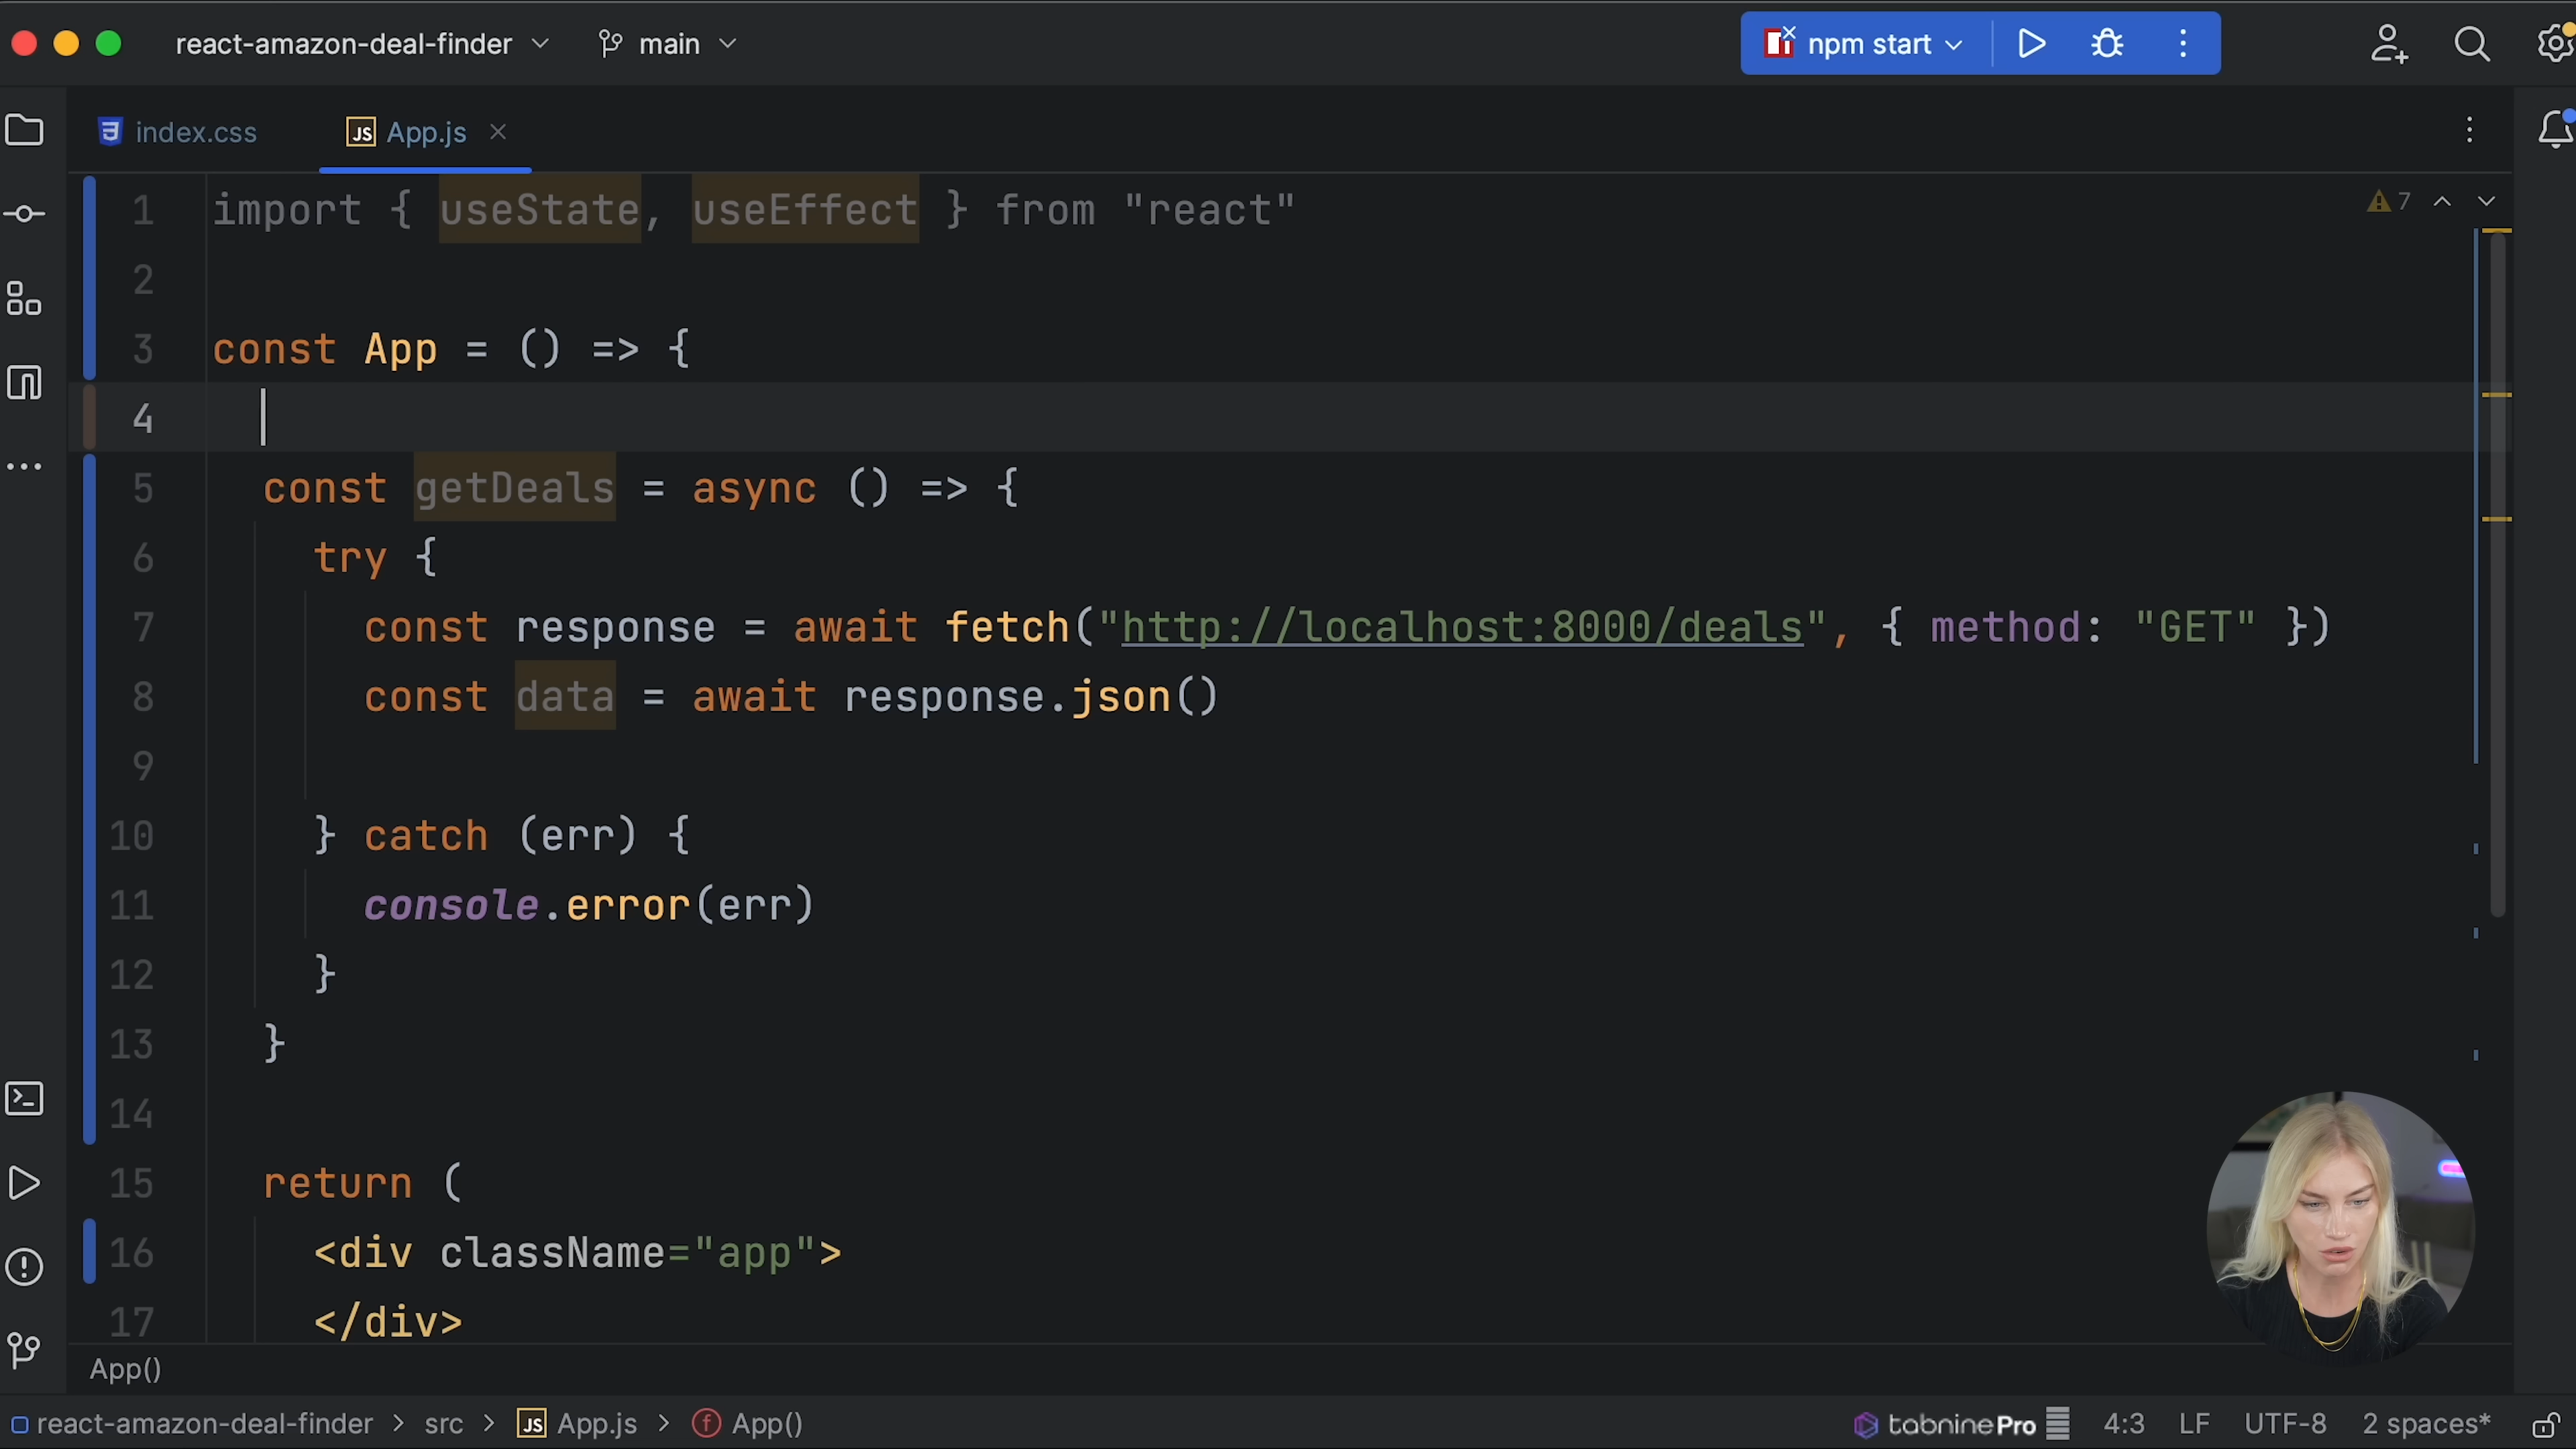 react-amazon-deal-finder main npm start
index.css App.js
7
1 import { useState, useEffect } from "react"
2
3 const App = () => {
4
5 const getDeals = async () => {
6 try {
7 const response = await fetch("http://localhost:8000/deals", { method: "GET" })
8 const data = await response.json()
9
10 } catch (err) {
11 console.error(err)
12 }
13 }
14
15 return (
16 <div className="app">
17 </div>
App()
react-amazon-deal-finder > src > JS App.js > f App() tabnine Pro 4:3 LF UTF-8 2 spaces*